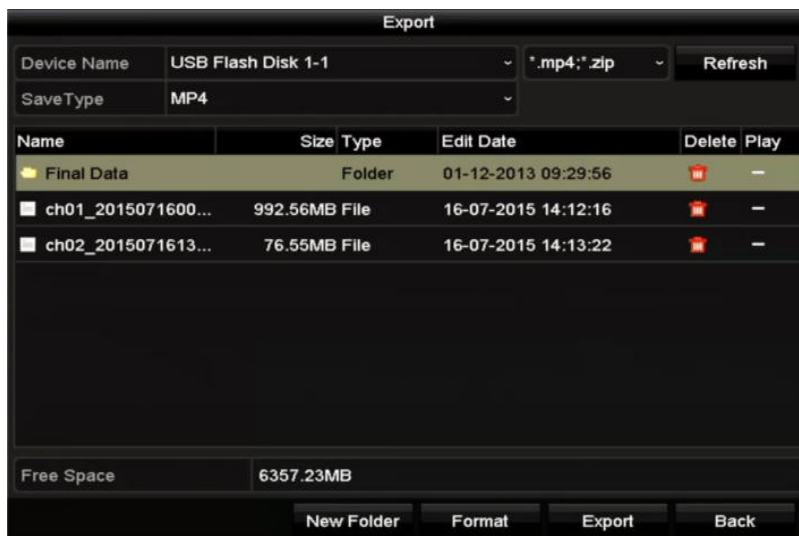 Export
Device Name USB Flash Disk 1-1 *.mp4;*.zip Refresh
Save Type MP4
Name Size Type Edit Date Delete Play
Final Data Folder 01-12-2013 09:29:56
ch01_2015071600... 992.56MB File 16-07-2015 14:12:16
ch02_2015071613... 76.55MB File 16-07-2015 14:13:22
Free Space 6357.23MB
New Folder Format Export Back